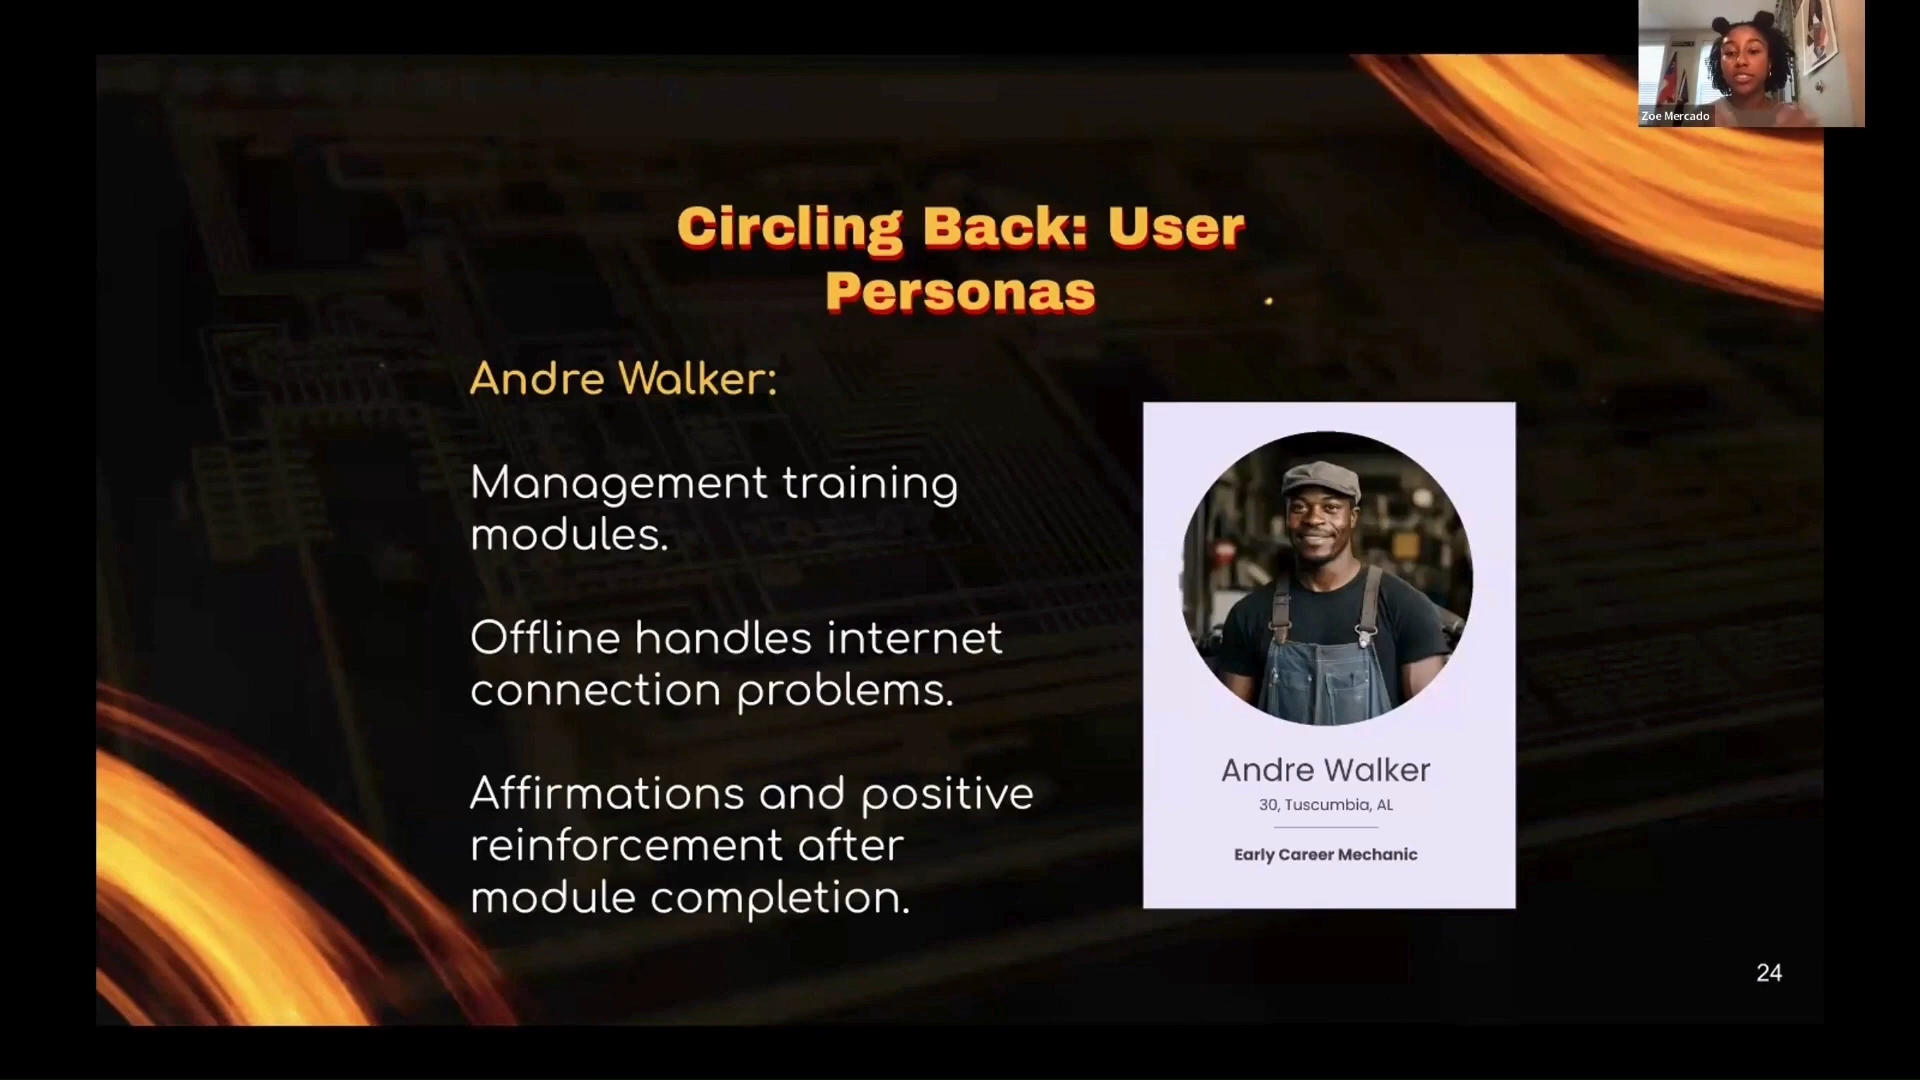 Zoe Mercado
Circling Back: User
Personas
Andre Walker:
Management training
modules.
Offline handles internet
connection problems.
Affirmations and positive
reinforcement after
module completion.
Andre Walker
30, Tuscumbia, AL
Early Career Mechanic
24